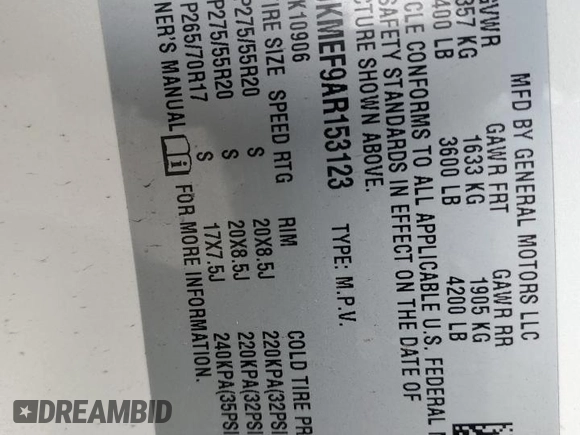 MFD BY GENERAL MOTORS LLC
GVWR GAWR FRT GAWR RR
357 KG 1633 KG 1905 KG
400 LB 3600 LB 4200 LB
CLE CONFORMS TO ALL APPLICABLE U.S. FEDERAL
SAFETY STANDARDS IN EFFECT ON THE DATE OF
CTURE SHOWN ABOVE.
KMEF9AR153123 TYPE: M.P.V.
K10906
IRE SIZE SPEED RTG RIM COLD TIRE PR
P275/55R20 S 20X8.5J 220KPA(32PSI
P275/55R20 S 20X8.5J 220KPA(32PSI
P265/70R17 S 17X7.5J 240KPA(35PSI
NER'S MANUAL i FOR MORE INFORMATION.
DREAMBID